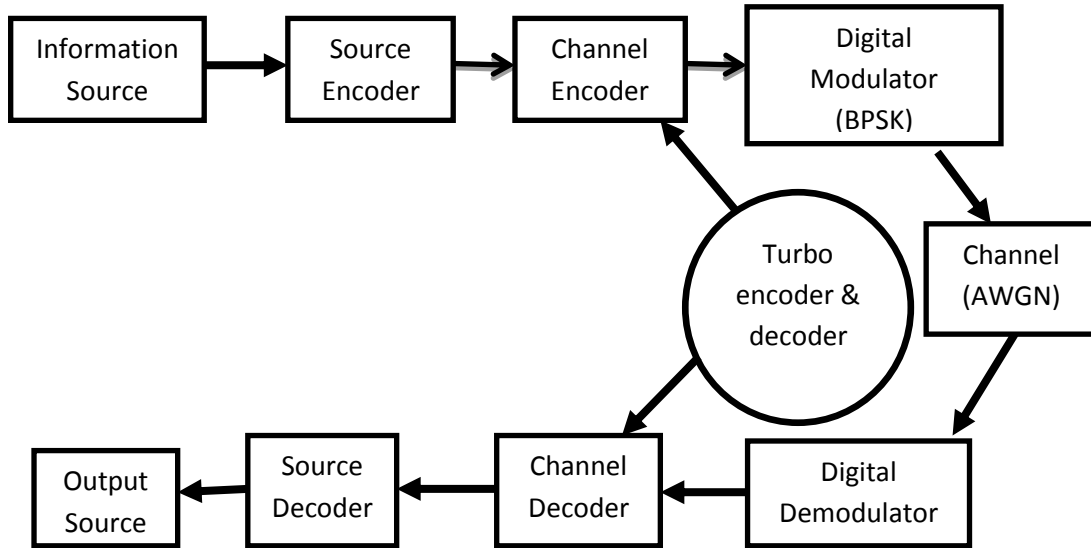 Information
Source
Source
Encoder
Channel
Encoder
Digital
Modulator
(BPSK)
Turbo
encoder &
decoder
Channel
(AWGN)
Output
Source
Source
Decoder
Channel
Decoder
Digital
Demodulator